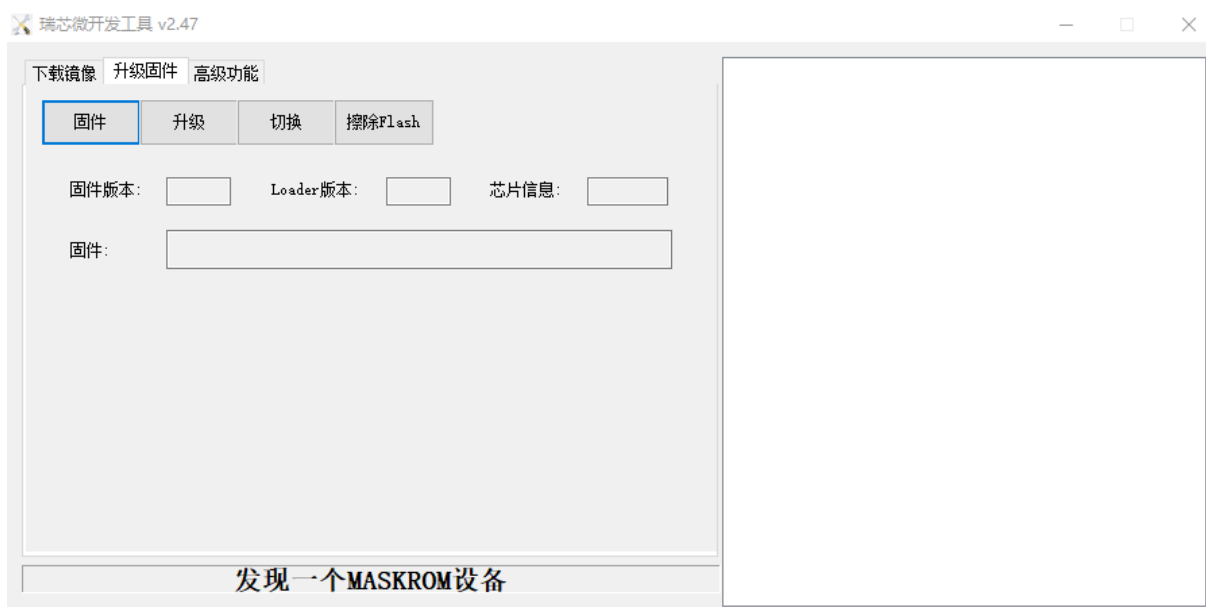 瑞芯微开发工具 v2.47
下载镜像 升级固件 高级功能
固件 升级 切换 擦除Flash
固件版本: Loader版本: 芯片信息:
固件:
发现一个MASKROM设备